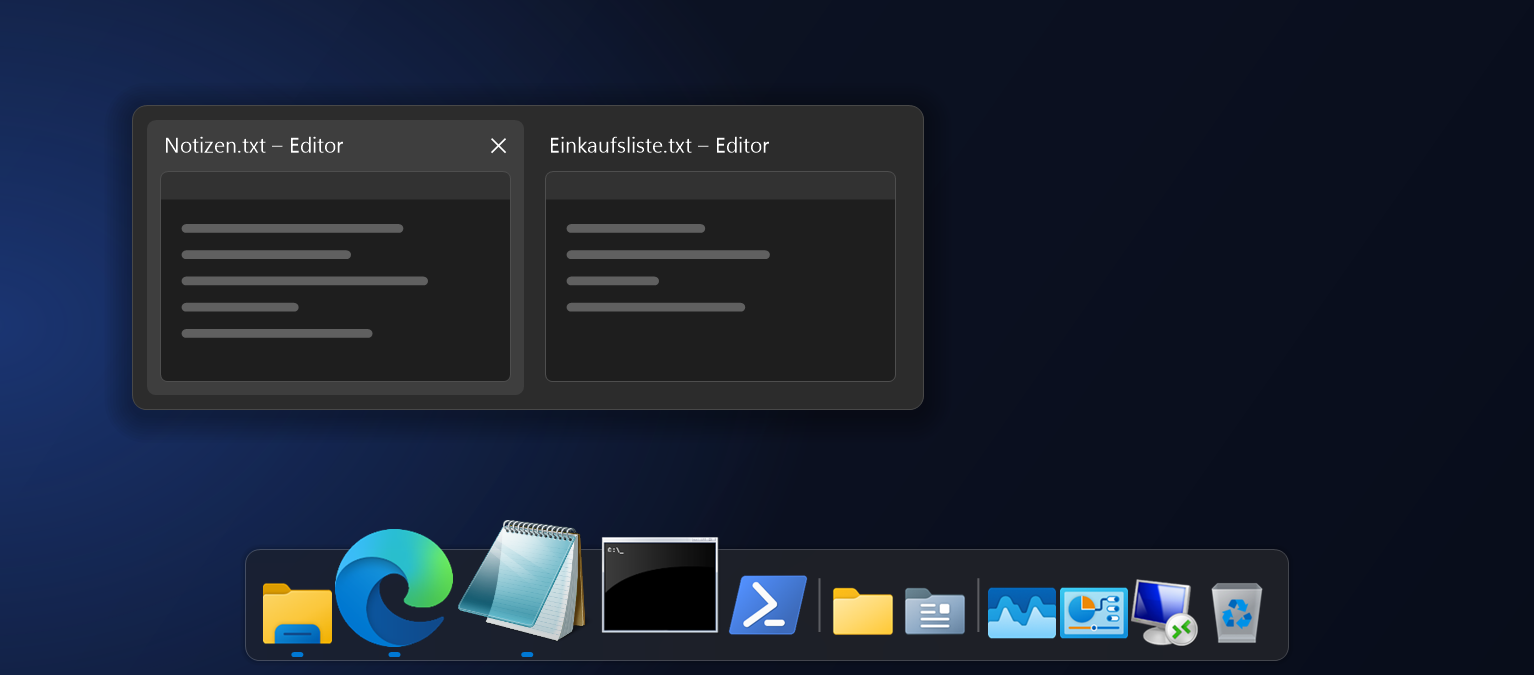 Notizen.txt – Editor
Einkaufsliste.txt – Editor
C:\_